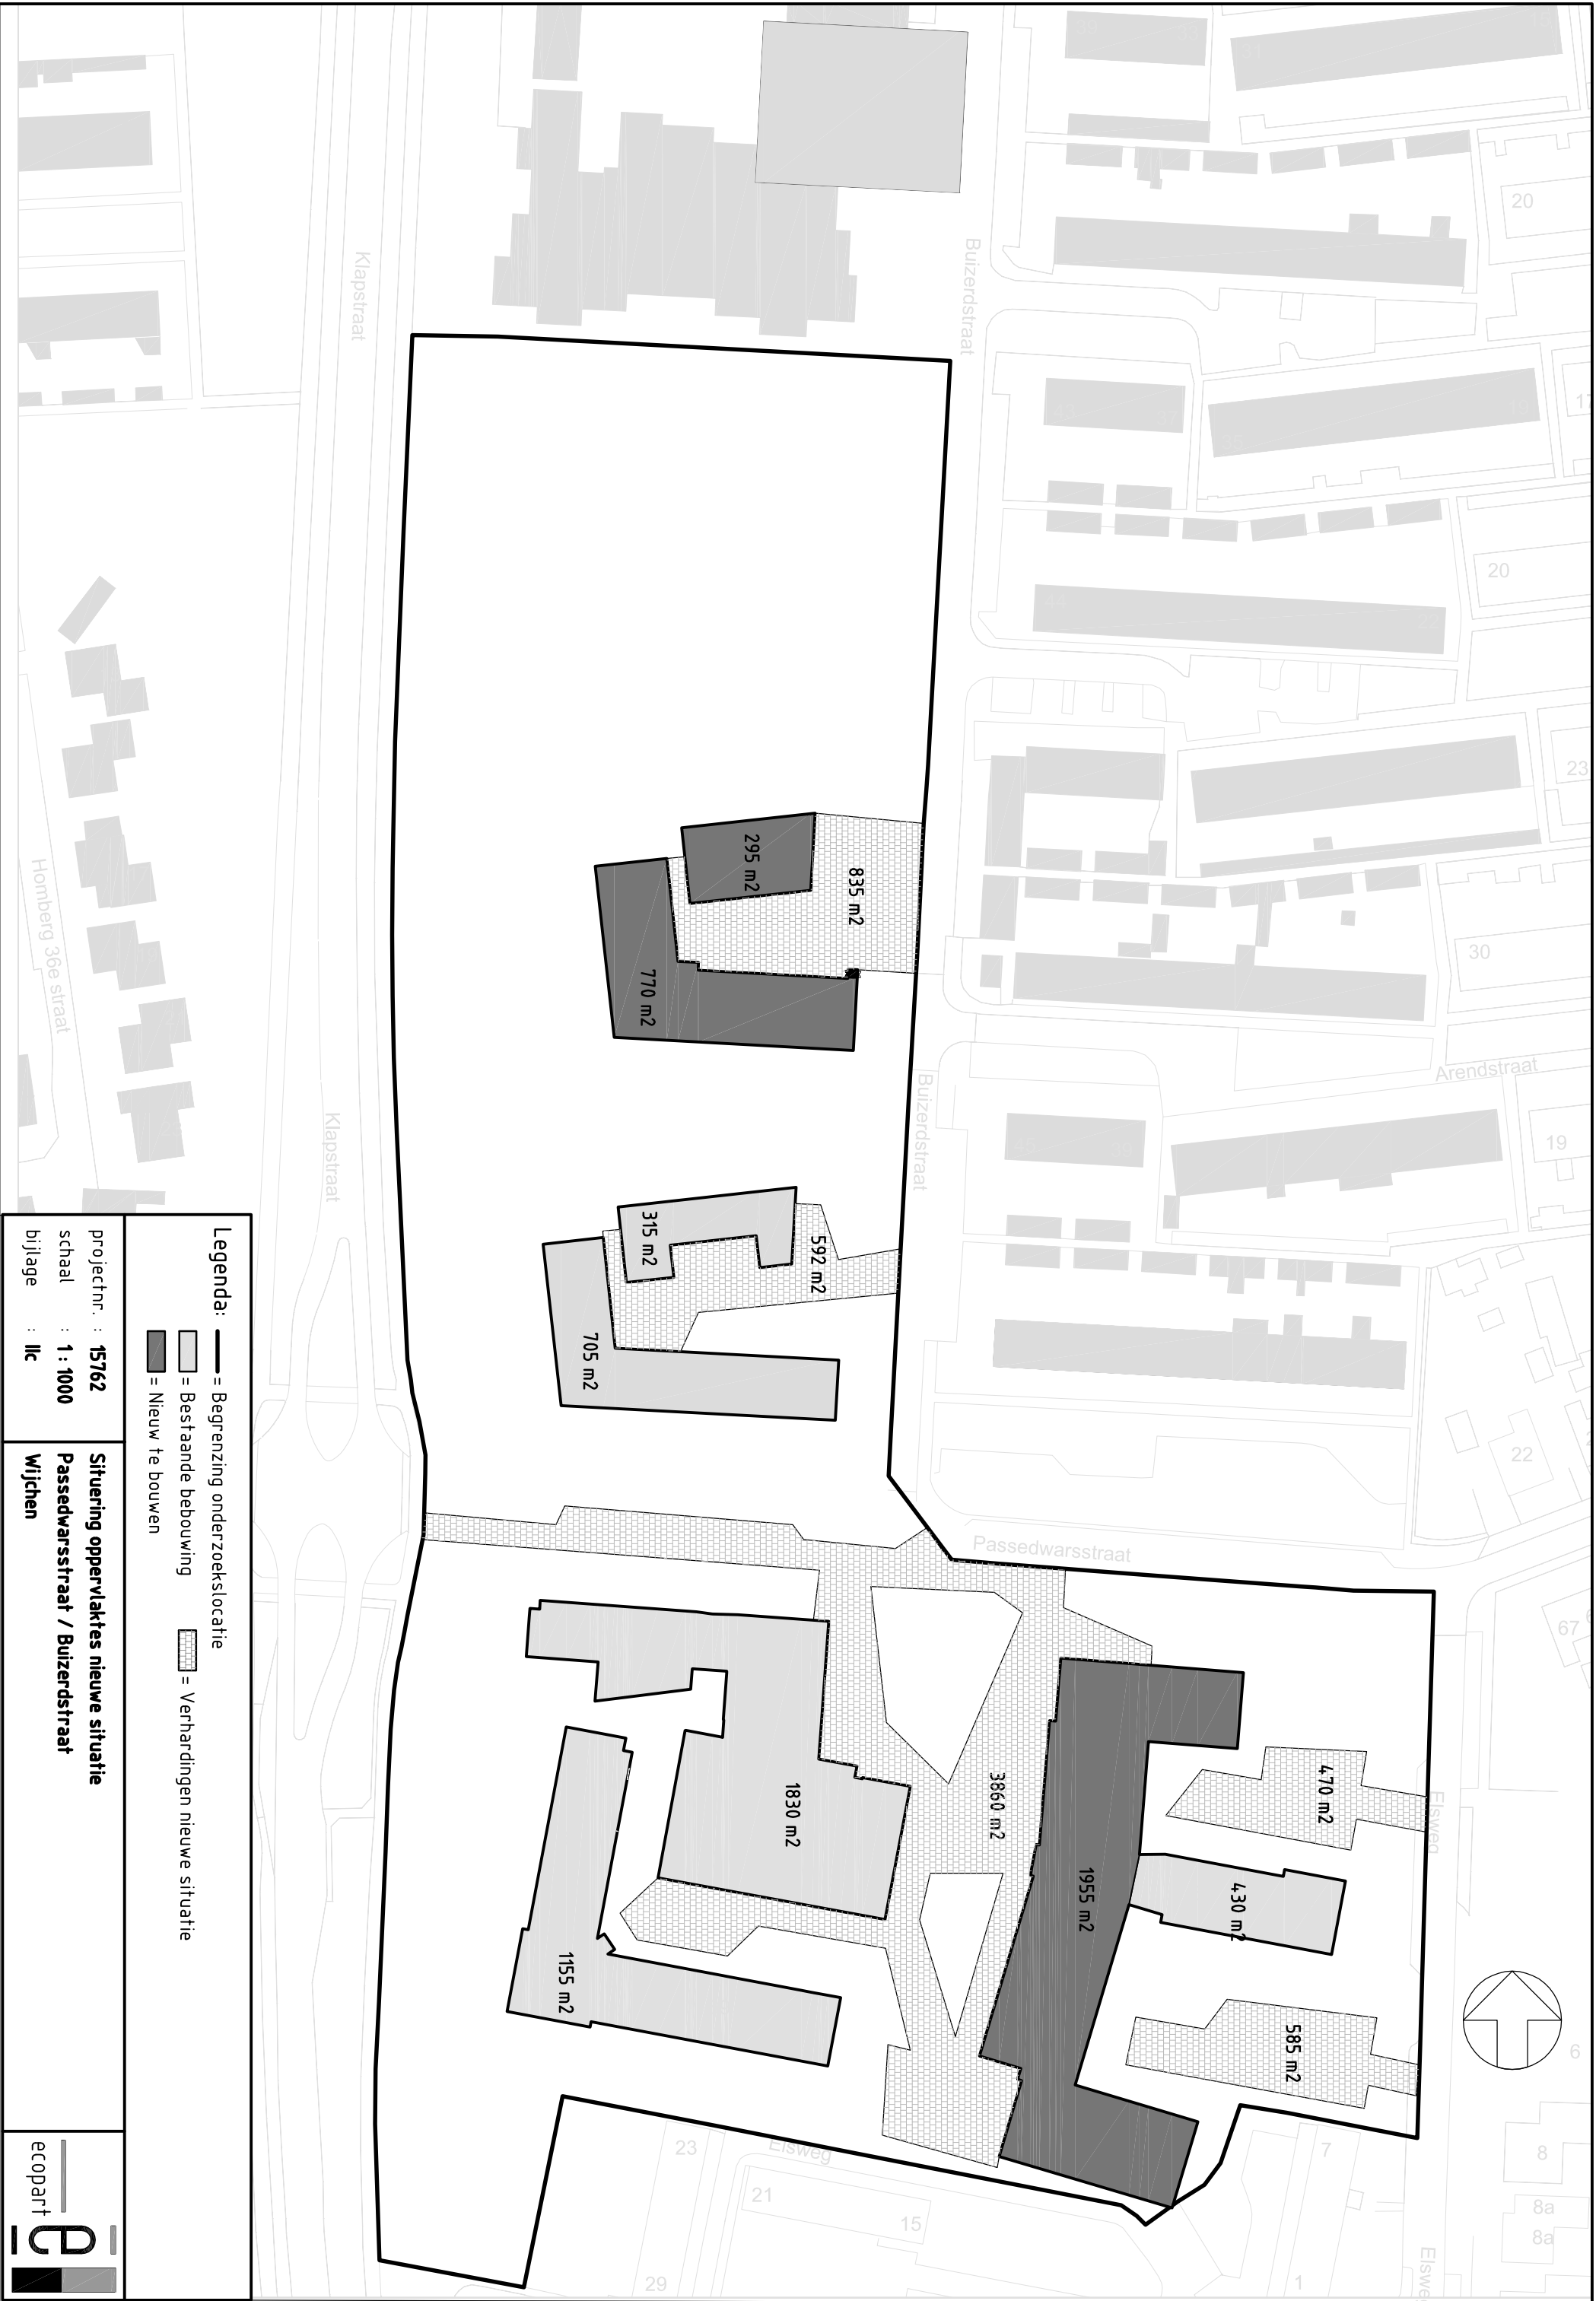 Klapstraat
Buizerdstraat
20
17
20
23
30
Homberg 36e straat
295 m2
835 m2
770 m2
Arendstraat
Klapstraat
Buizerdstraat
19
315 m2
592 m2
705 m2
22
Passedwarsstraat
67
470 m2
3860 m2
1830 m2
1955 m2
430 m2
1155 m2
585 m2
Elsweg
6
Elsweg
23
21
15
29
7
8
8a
8a
1
Elsweg
Legenda:
= Begrenzing onderzoekslocatie
= Bestaande bebouwing
= Verhardingen nieuwe situatie
= Nieuw te bouwen
projectnr. : 15762
schaal : 1: 1000
bijlage : IIc
Situering oppervlaktes nieuwe situatie
Passedwarsstraat / Buizerdstraat
Wijchen
ecopart
e